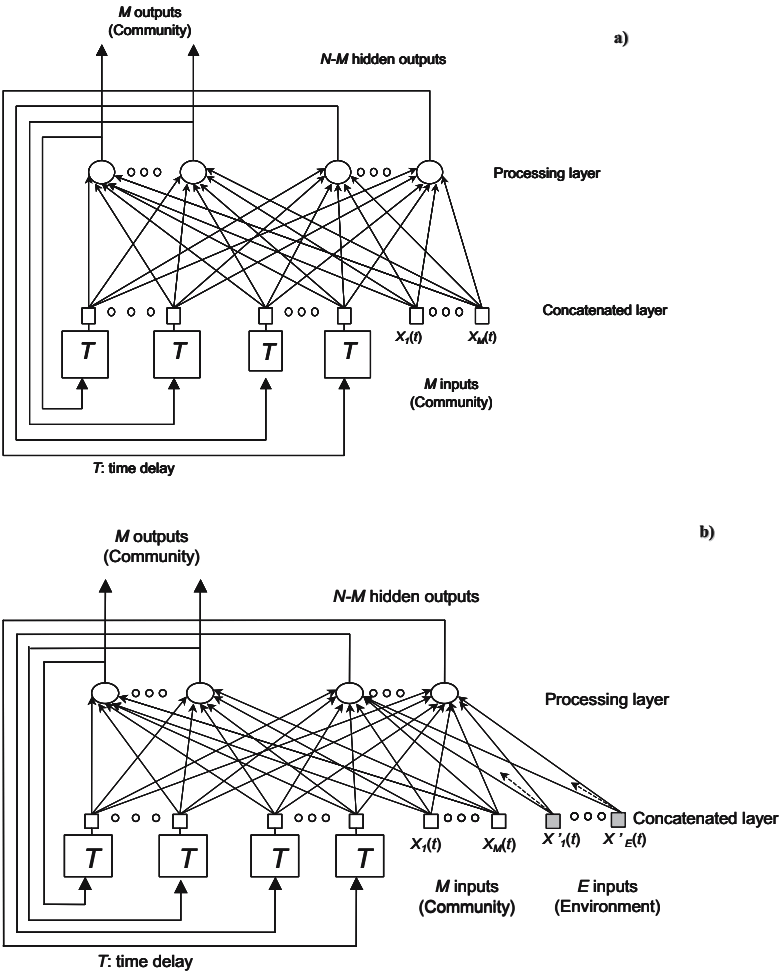 M outputs
(Community)
a)
N-M hidden outputs
Processing layer
Concatenated layer
X1(t)
XM(t)
T
T
T
T
M inputs
(Community)
T: time delay
b)
M outputs
(Community)
N-M hidden outputs
Processing layer
Concatenated layer
X1(t)
XM(t)
X'1(t)
X'E(t)
T
T
T
T
M inputs
(Community)
E inputs
(Environment)
T: time delay